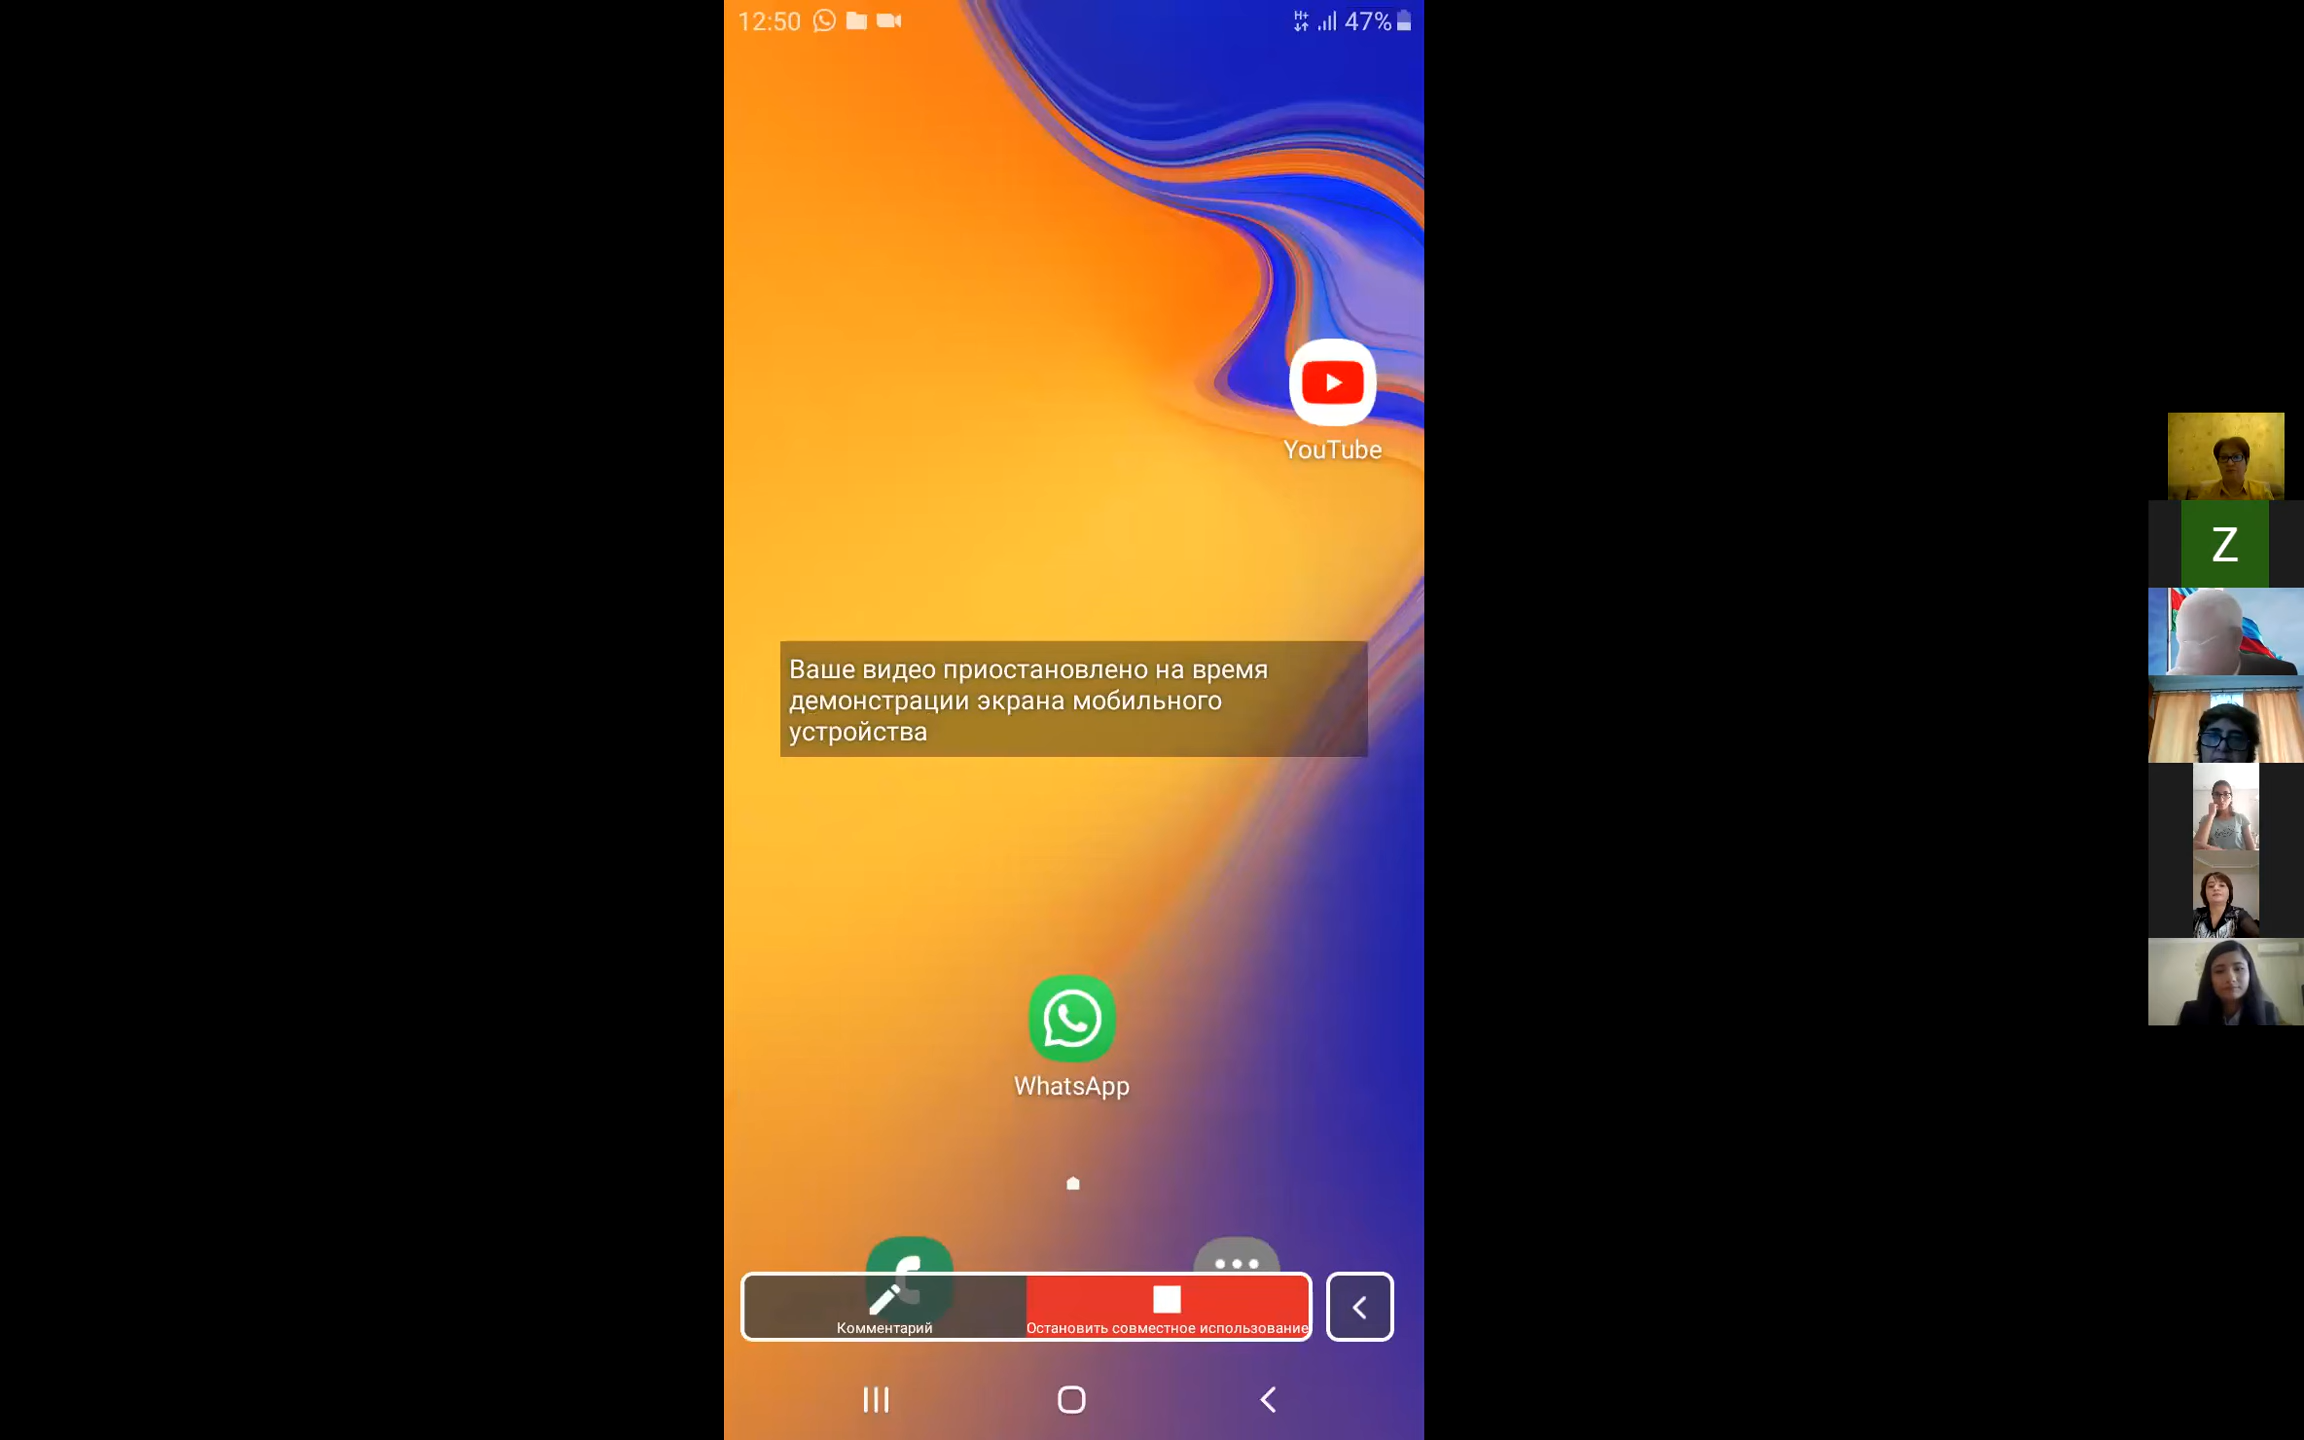 12:50
H+
47%
YouTube
Z
Ваше видео приостановлено на время
демонстрации экрана мобильного
устройства
WhatsApp
Комментарий
Остановить совместное использование